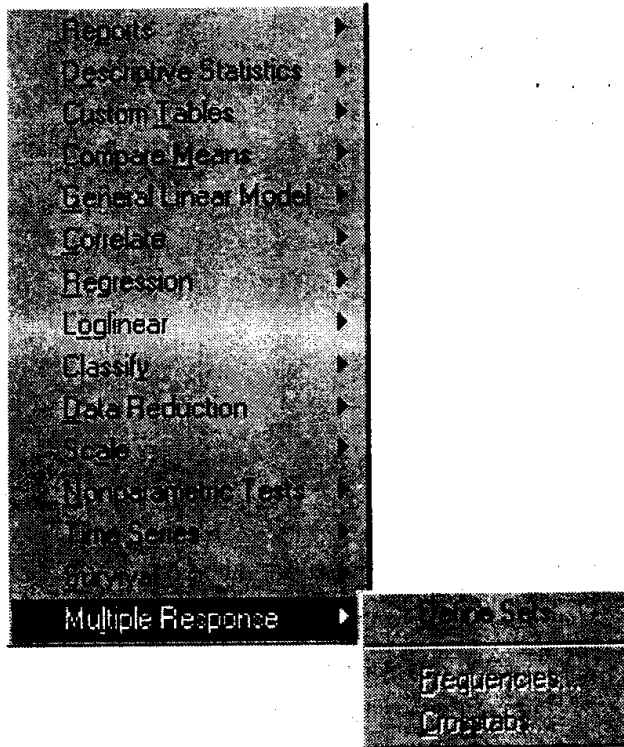 Reports
Descriptive Statistics
Custom Tables
Compare Means
General Linear Model
Correlate
Regression
Loglinear
Classify
Data Reduction
Scale
Nonparametric Tests
Time Series
Survival
Multiple Response
Define Sets...
Frequencies...
Crosstabs...